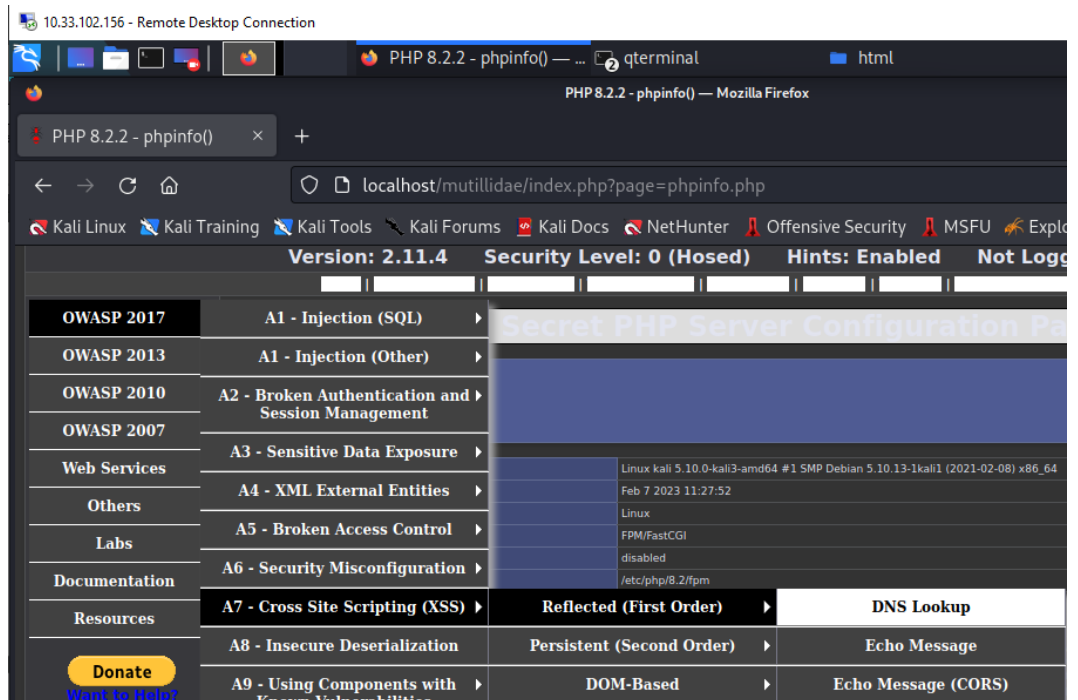 10.33.102.156 - Remote Desktop Connection
PHP 8.2.2 - phpinfo() — ... 2 qterminal html
PHP 8.2.2 - phpinfo() — Mozilla Firefox
PHP 8.2.2 - phpinfo() × +
localhost/mutillidae/index.php?page=phpinfo.php
Kali Linux Kali Training Kali Tools Kali Forums Kali Docs NetHunter Offensive Security MSFU
Version: 2.11.4 Security Level: 0 (Hosed) Hints: Enabled Not
OWASP 2017
OWASP 2013
OWASP 2010
OWASP 2007
Web Services
Others
Labs
Documentation
Resources
Donate
Want to Help?
A1 - Injection (SQL)
A1 - Injection (Other)
A2 - Broken Authentication and
Session Management
A3 - Sensitive Data Exposure
A4 - XML External Entities
A5 - Broken Access Control
A6 - Security Misconfiguration
A7 - Cross Site Scripting (XSS)
A8 - Insecure Deserialization
A9 - Using Components with
Reflected (First Order)
Persistent (Second Order)
DOM-Based
DNS Lookup
Echo Message
Echo Message (CORS)
Secret PHP Server Configuration
Linux kali 5.10.0-kali3-amd64 #1 SMP Debian 5.10.13-1kali1 (2021-02-08) x86_64
Feb 7 2023 11:27:52
Linux
FPM/FastCGI
disabled
/etc/php/8.2/fpm